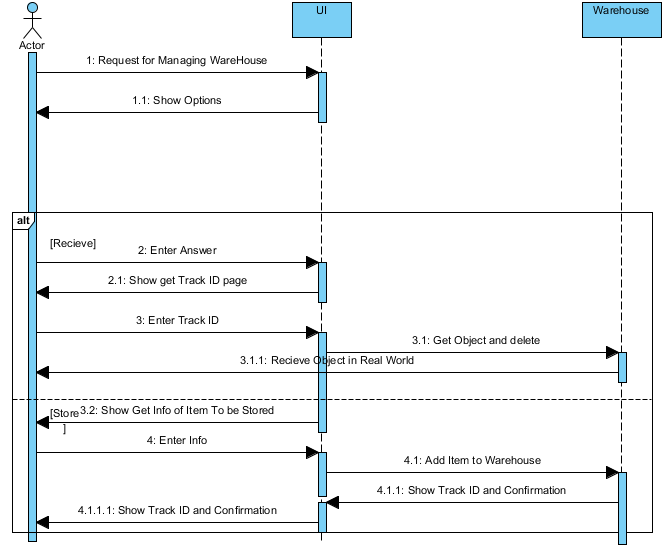 UI
Warehouse
Actor
1: Request for Managing WareHouse
1.1: Show Options
alt
[Recieve]
2: Enter Answer
2.1: Show get Track ID page
3: Enter Track ID
3.1: Get Object and delete
3.1.1: Recieve Object in Real World
[Store
]
3.2: Show Get Info of Item To be Stored
4: Enter Info
4.1: Add Item to Warehouse
4.1.1: Show Track ID and Confirmation
4.1.1.1: Show Track ID and Confirmation